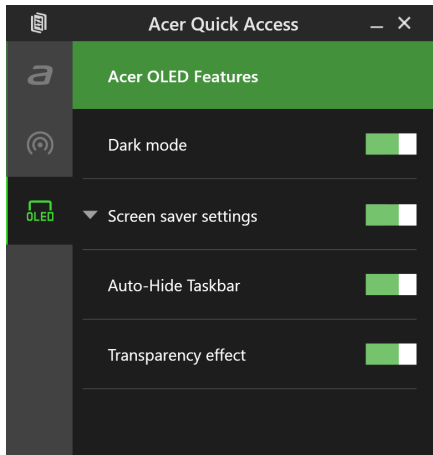 Acer Quick Access
Acer OLED Features
Dark mode
OLED
Screen saver settings
Auto-Hide Taskbar
Transparency effect